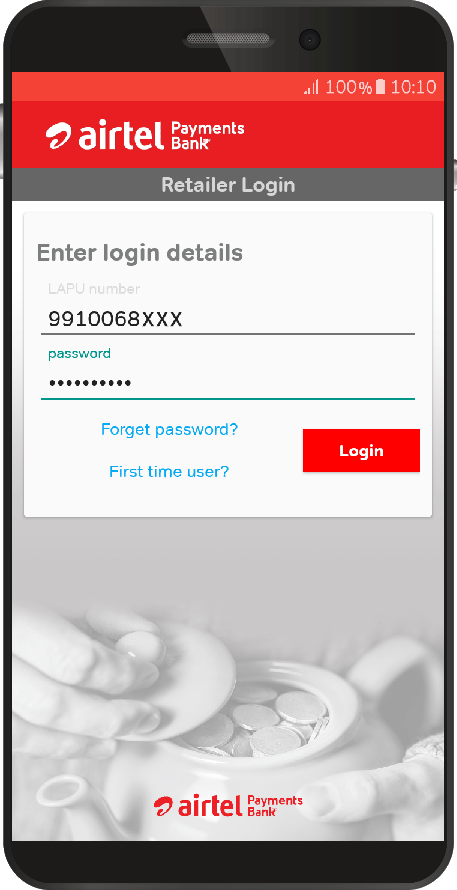 100% 10:10
airtel Payments
Bank
Retailer Login
Enter login details
LAPU number
9910068XXX
password
••••••••••
Forget password?
Login
First time user?
airtel Payments
Bank